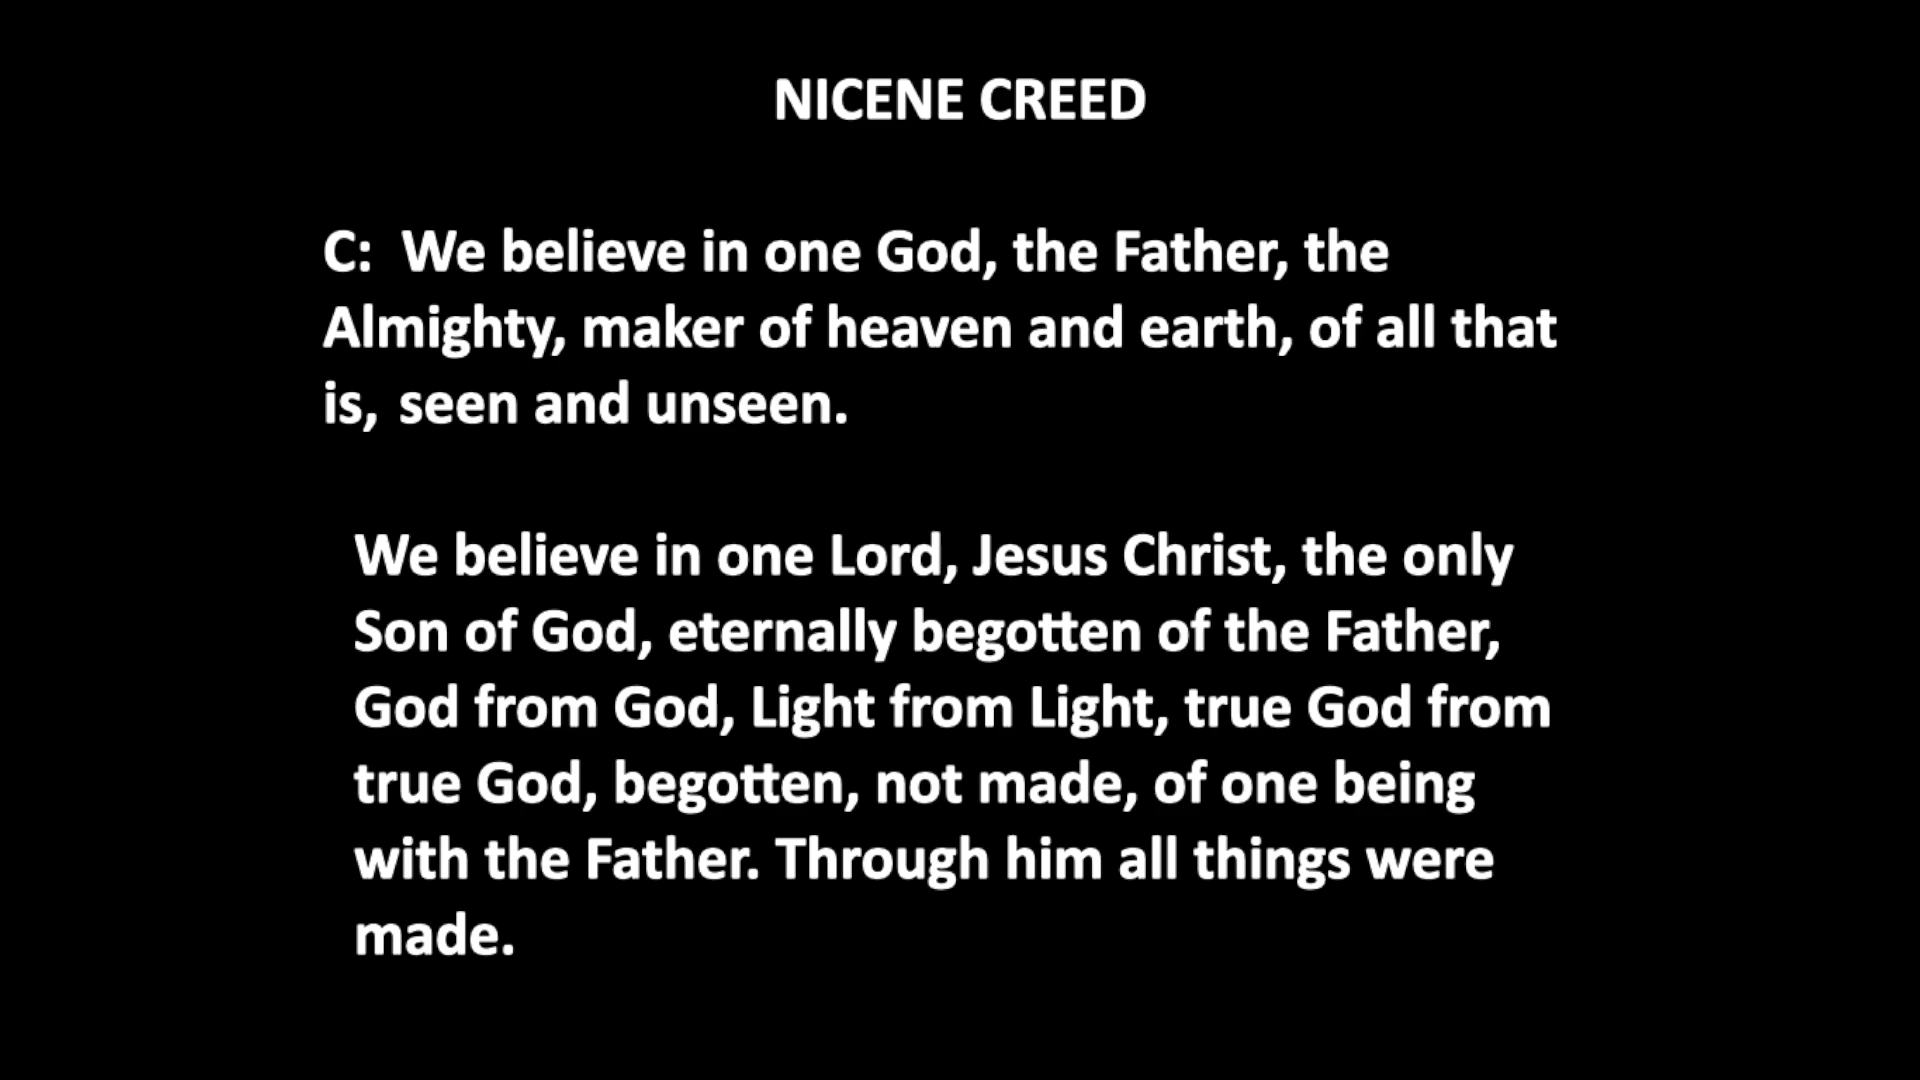 NICENE CREED
C: We believe in one God, the Father, the
Almighty, maker of heaven and earth, of all that
is, seen and unseen.
We believe in one Lord, Jesus Christ, the only
Son of God, eternally begotten of the Father,
God from God, Light from Light, true God from
true God, begotten, not made, of one being
with the Father. Through him all things were
made.